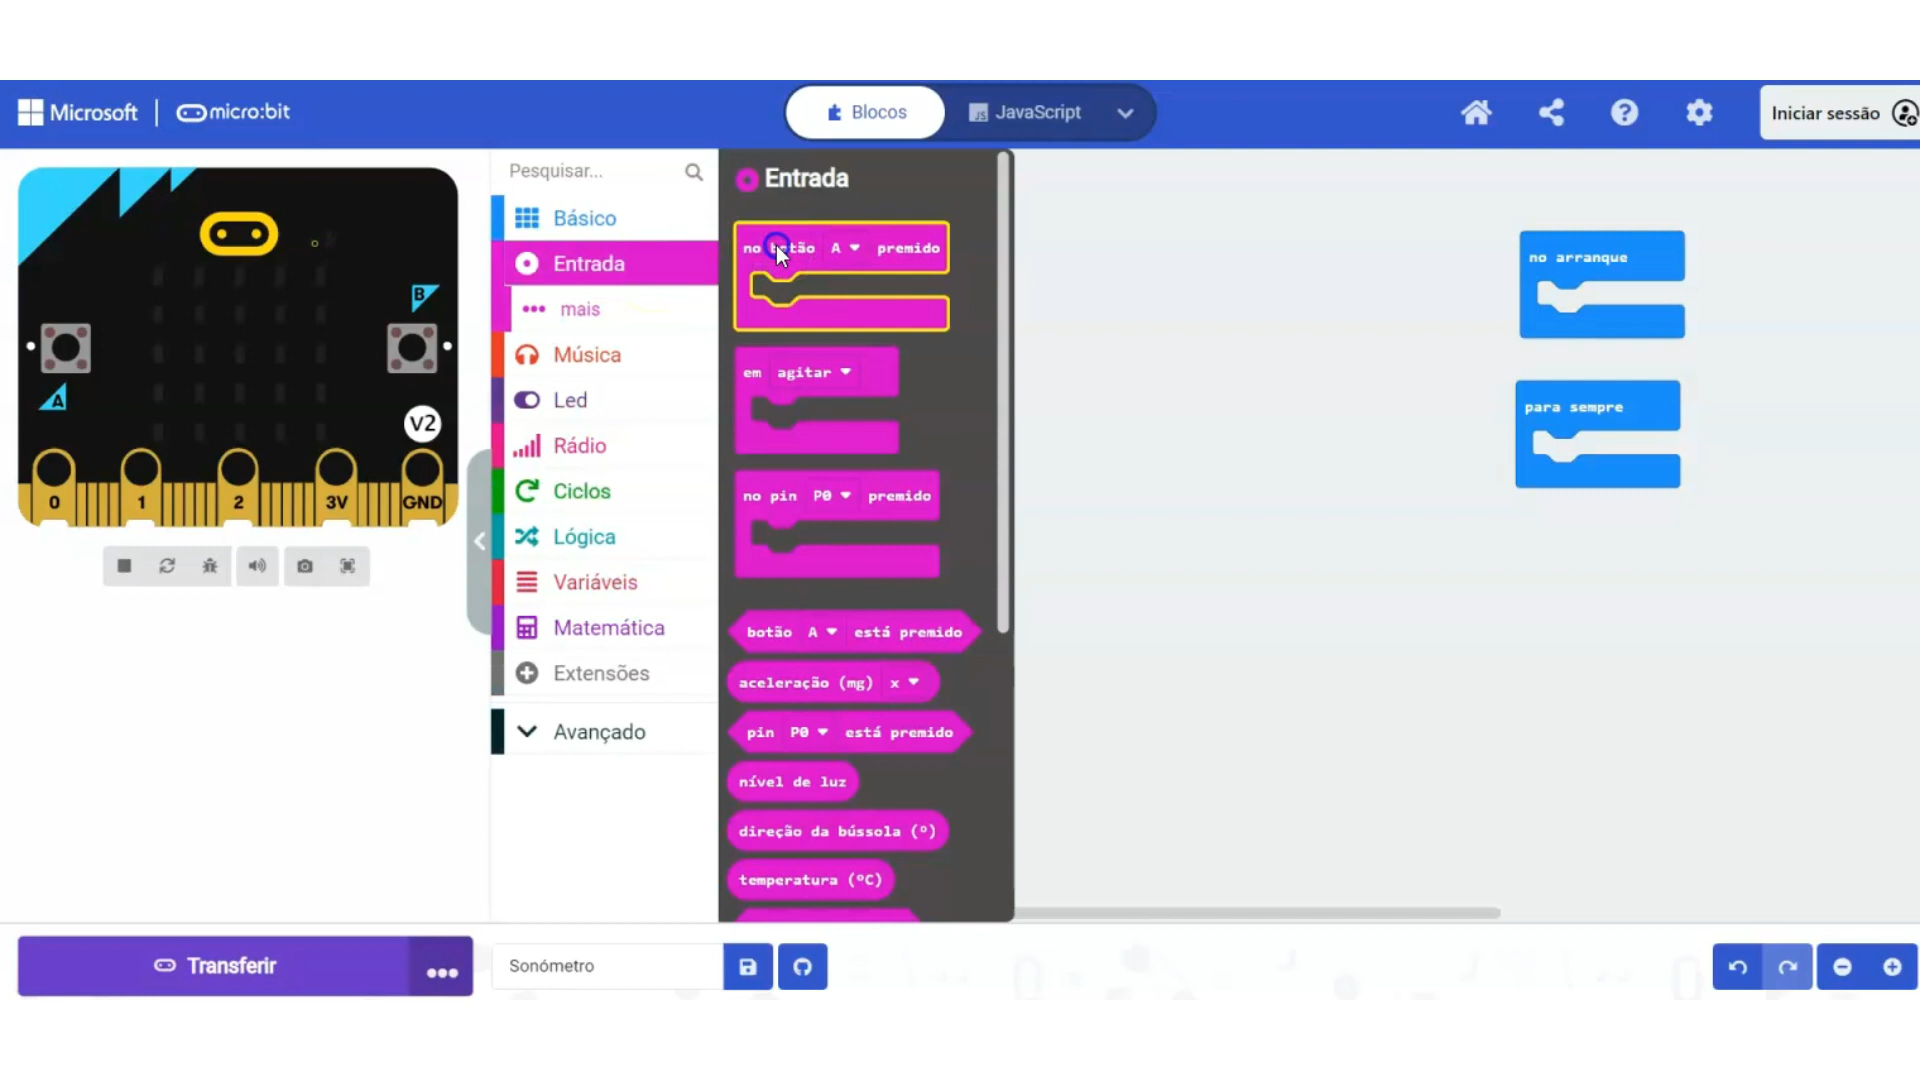 Microsoft | micro:bit
Blocos
JavaScript
Iniciar sessão
B
A
V2
0 1 2 3V GND
Pesquisar...
Básico
Entrada
mais
Música
Led
Rádio
Ciclos
Lógica
Variáveis
Matemática
Extensões
Avançado
Entrada
no botão A premido
em agitar
no pin P0 premido
botão A está premido
aceleração (mg) x
pin P0 está premido
nível de luz
direção da bússola (º)
temperatura (ºC)
no arranque
para sempre
Transferir
Sonómetro